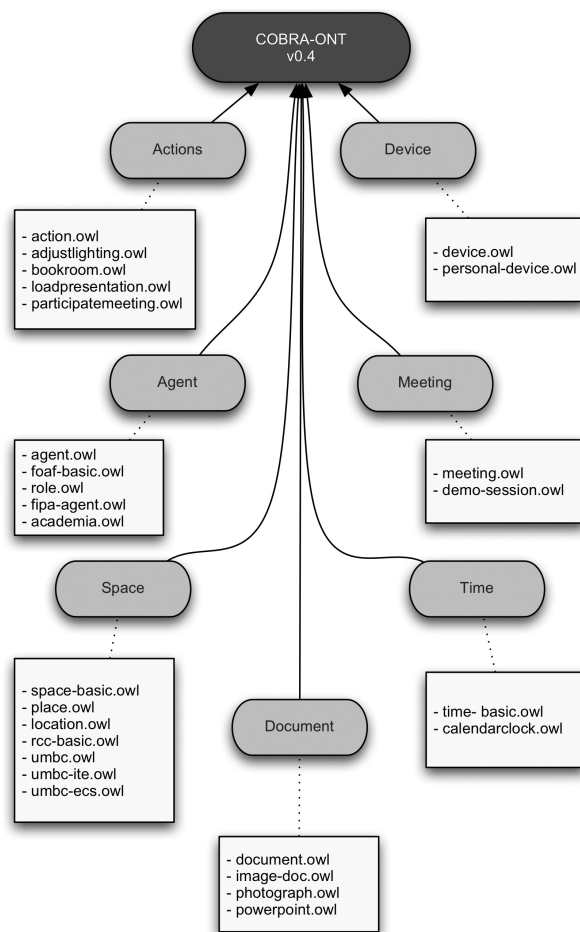 COBRA-ONT
v0.4
Actions
Device
- action.owl
- adjustlighting.owl
- bookroom.owl
- loadpresentation.owl
- participatemeeting.owl
- device.owl
- personal-device.owl
Agent
Meeting
- agent.owl
- foaf-basic.owl
- role.owl
- fipa-agent.owl
- academia.owl
- meeting.owl
- demo-session.owl
Space
Time
- space-basic.owl
- place.owl
- location.owl
- rcc-basic.owl
- umbc.owl
- umbc-ite.owl
- umbc-ecs.owl
- time- basic.owl
- calendarclock.owl
Document
- document.owl
- image-doc.owl
- photograph.owl
- powerpoint.owl